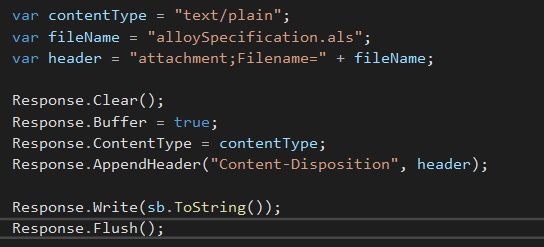 var contentType = "text/plain";
var fileName = "alloySpecification.als";
var header = "attachment;Filename=" + fileName;
Response.Clear();
Response.Buffer = true;
Response.ContentType = contentType;
Response.AppendHeader("Content-Disposition", header);
Response.Write(sb.ToString());
Response.Flush();